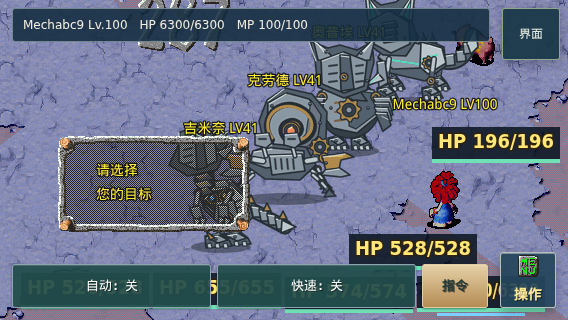 Mechabc9 Lv.100 HP 6300/6300 MP 100/100
界面
克劳德 LV41
Mechabc9 LV100
吉米奈 LV41
HP 196/196
请选择
您的目标
HP 528/528
自动: 关
快速: 关
指令
操作